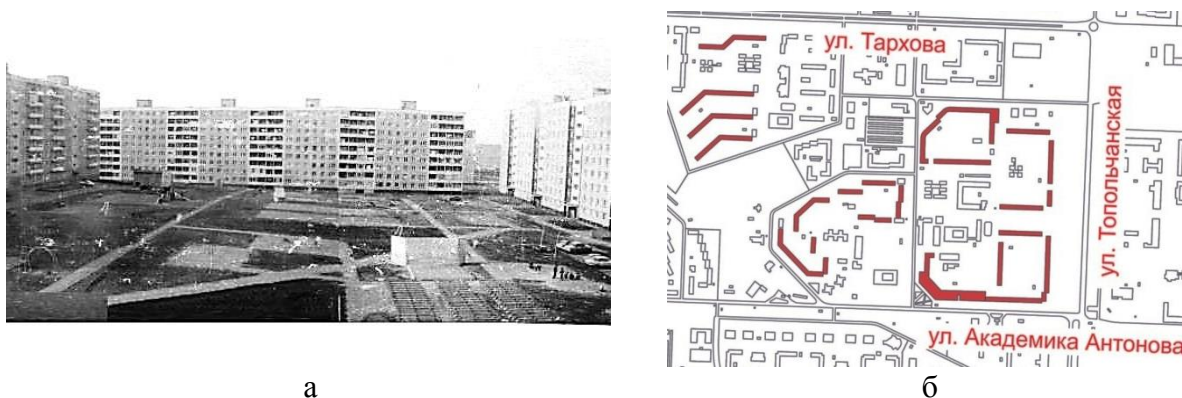 ул. Тархова
ул. Топольчанская
ул. Академика Антонова
а
б